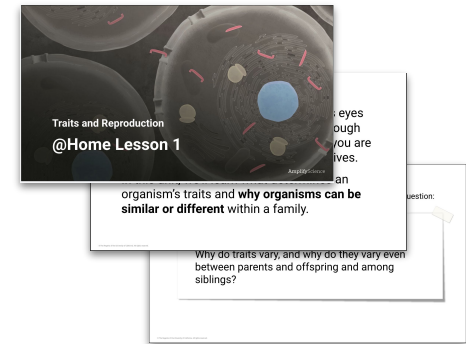 Traits and Reproduction
@Home Lesson 1
AmplifyScience
eyes
ough
you are
ives.
an
organism's traits and why organisms can be
similar or different within a family.
uestion:
Why do traits vary, and why do they vary even
between parents and offspring and among
siblings?